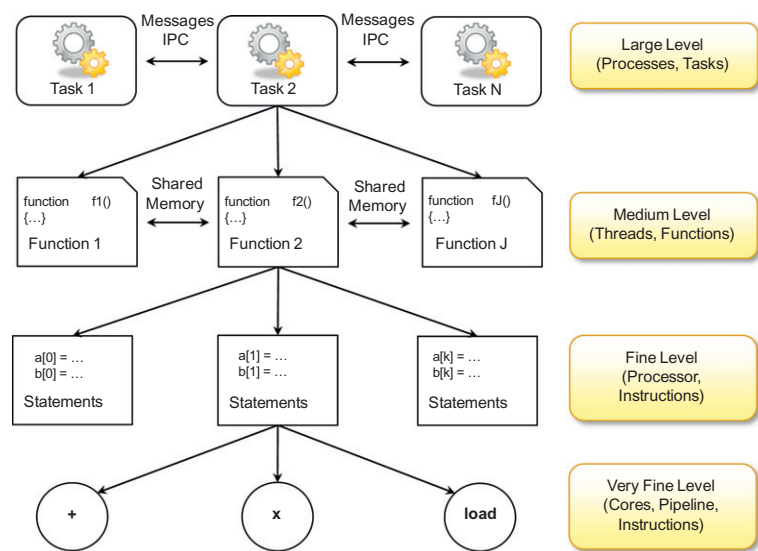 Messages
IPC
Messages
IPC
Task 1
Task 2
Task N
Large Level
(Processes, Tasks)
function f1()
{…}
Function 1
Shared
Memory
function f2()
{…}
Function 2
Shared
Memory
function fJ()
{…}
Function J
Medium Level
(Threads, Functions)
a[0] = …
b[0] = …
Statements
a[1] = …
b[1] = …
Statements
a[k] = …
b[k] = …
Statements
Fine Level
(Processor,
Instructions)
+
x
load
Very Fine Level
(Cores, Pipeline,
Instructions)